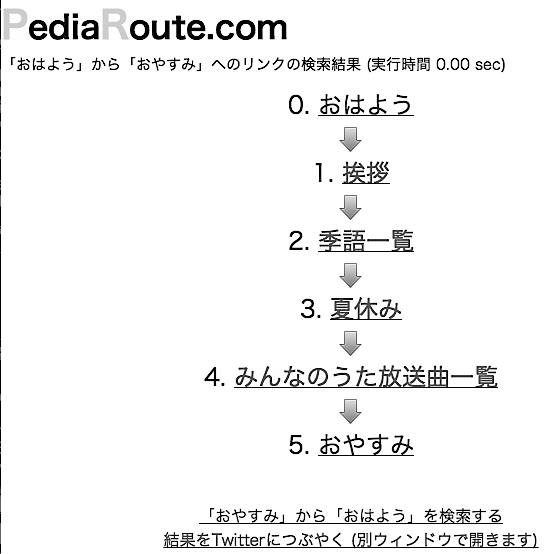 PediaRoute.com
「おはよう」から「おやすみ」へのリンクの検索結果 (実行時間 0.00 sec)
0. おはよう
1. 挨拶
2. 季語一覧
3. 夏休み
4. みんなのうた放送曲一覧
5. おやすみ
「おやすみ」から「おはよう」を検索する
結果をTwitterにつぶやく (別ウィンドウで開きます)